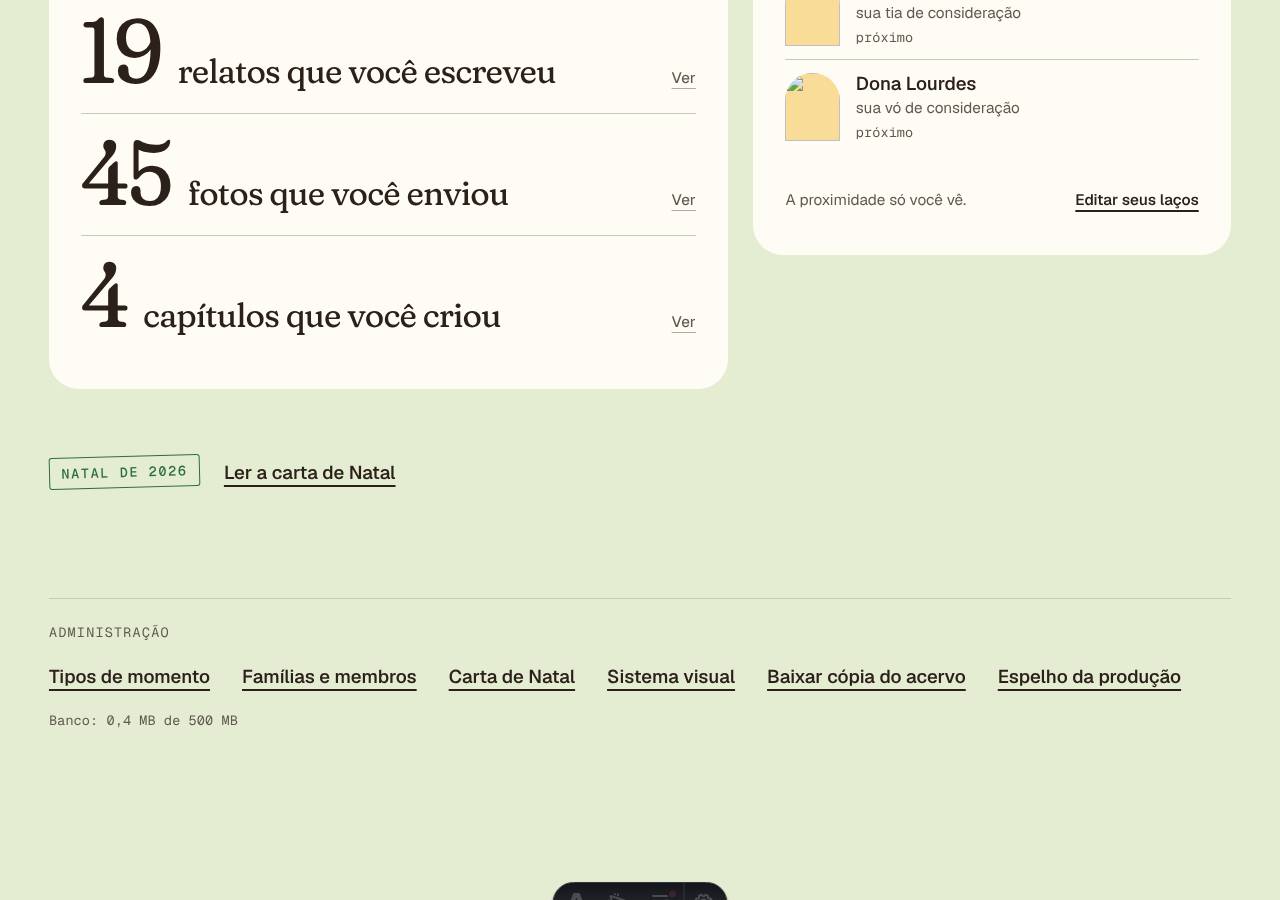 19 relatos que você escreveu
Ver
45 fotos que você enviou
Ver
4 capítulos que você criou
Ver
sua tia de consideração
próximo
Dona Lourdes
sua vó de consideração
próximo
A proximidade só você vê.
Editar seus laços
NATAL DE 2026
Ler a carta de Natal
ADMINISTRAÇÃO
Tipos de momento
Famílias e membros
Carta de Natal
Sistema visual
Baixar cópia do acervo
Espelho da produção
Banco: 0,4 MB de 500 MB